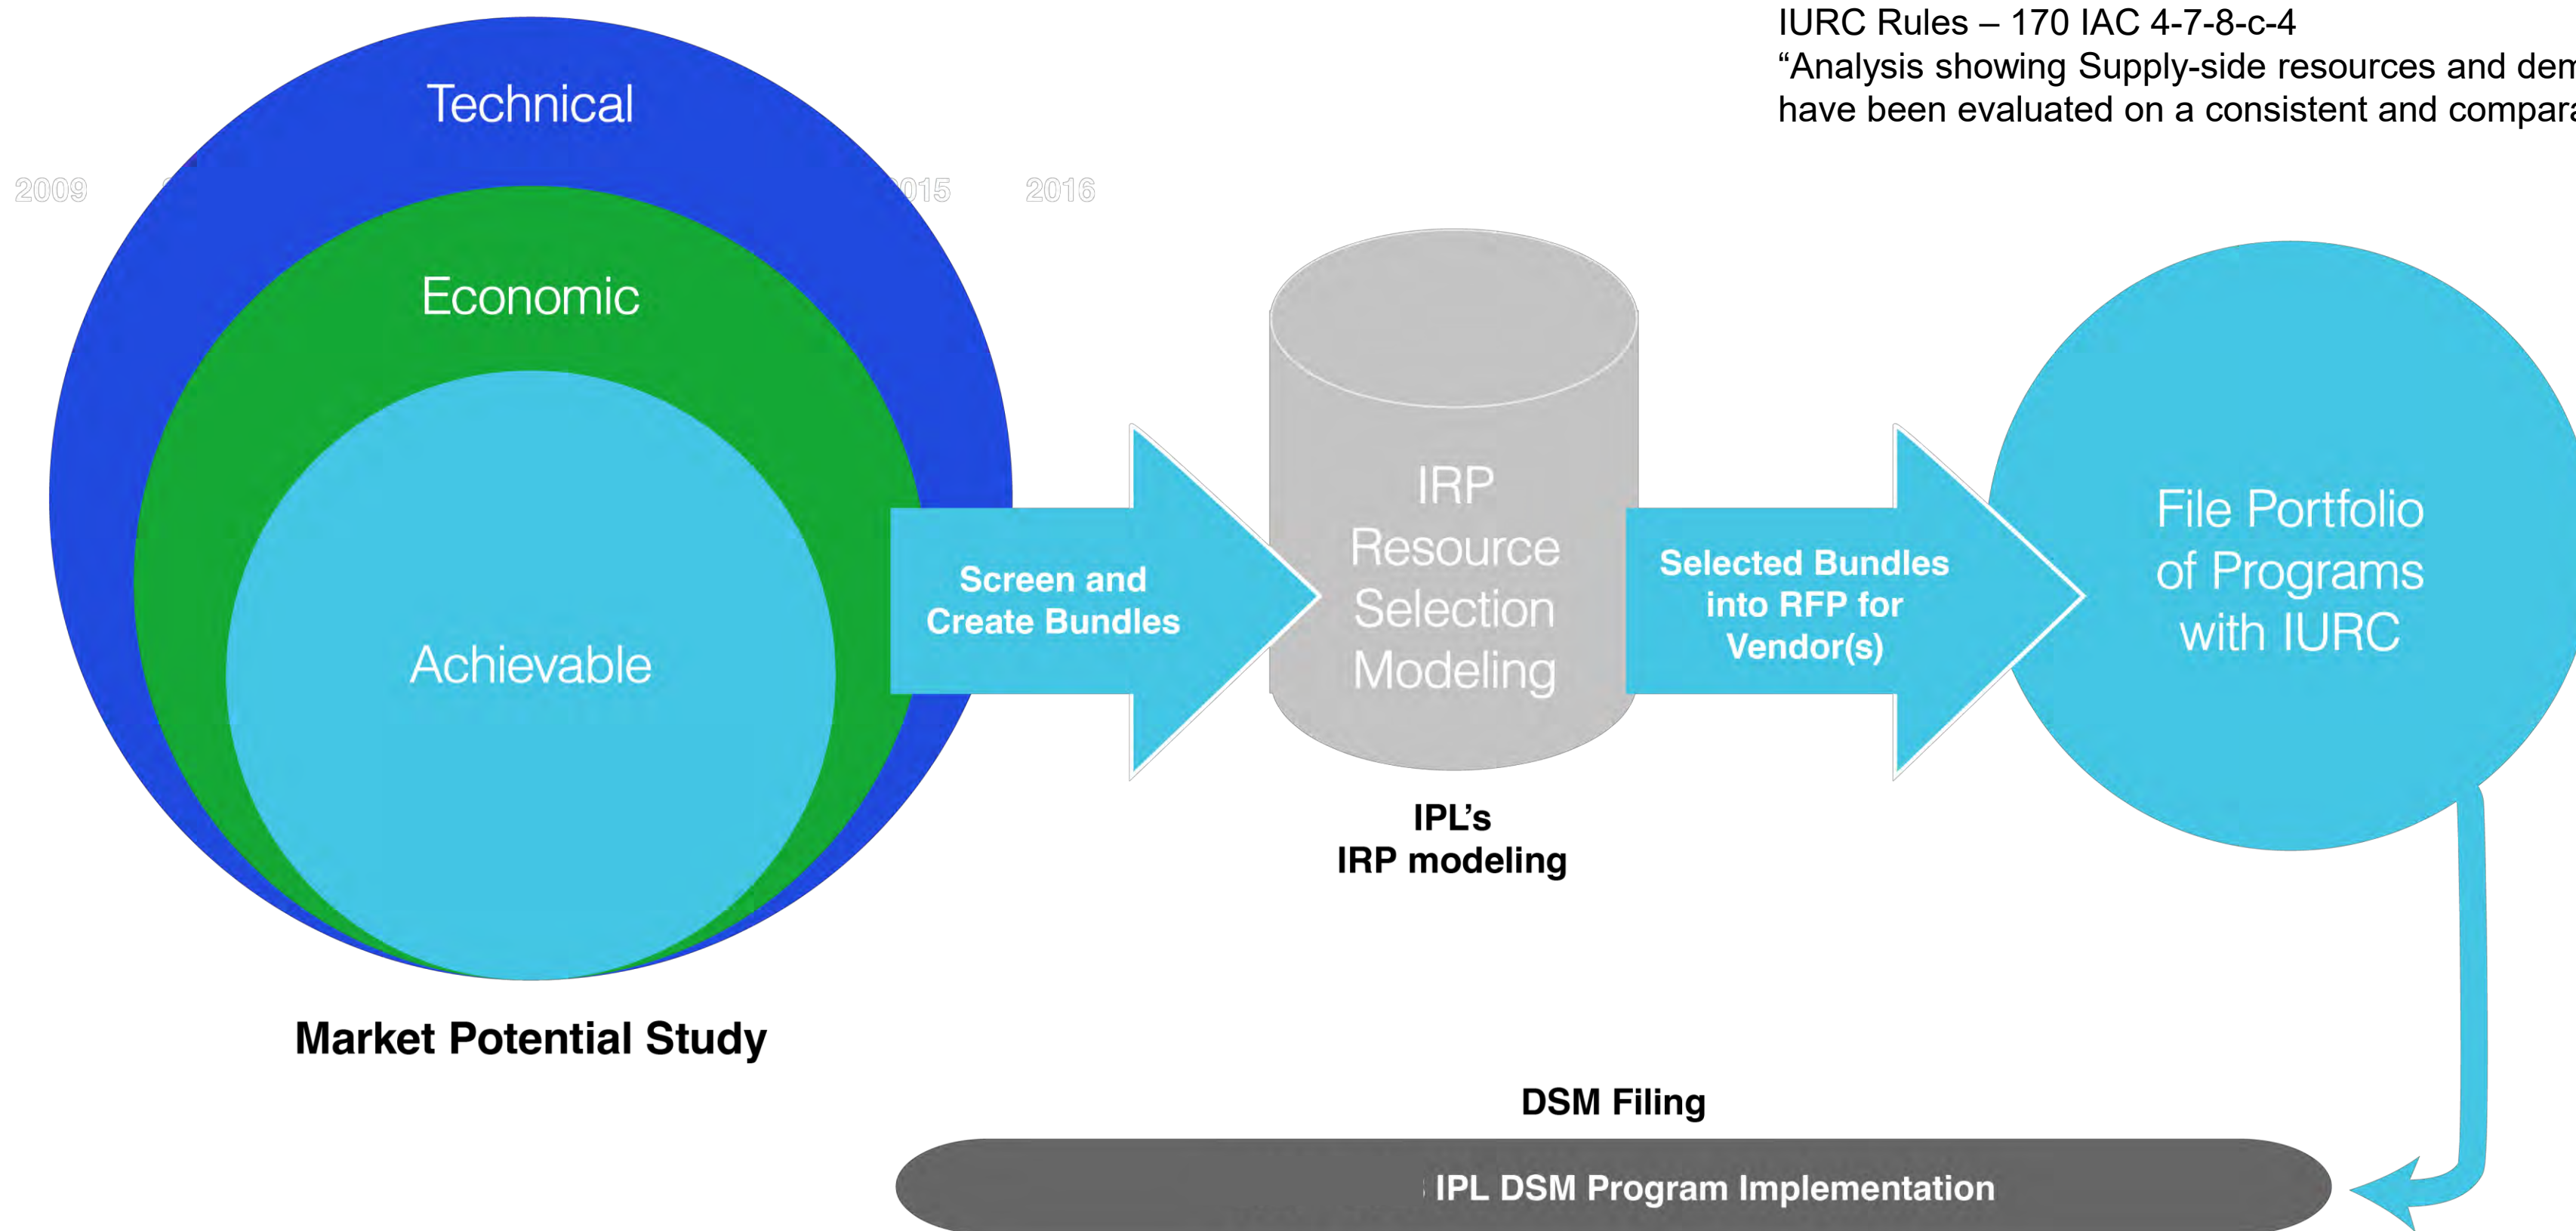 IURC Rules – 170 IAC 4-7-8-c-4
“Analysis showing Supply-side resources and
have been evaluated on a consistent and
Technical
2009
2016
Economic
Achievable
Screen and
Create Bundles
IRP
Resource
Selection
Modeling
Selected Bundles
into RFP for
Vendor(s)
File Portfolio
of Programs
with IURC
IPL’s
IRP modeling
Market Potential Study
DSM Filing
IPL DSM Program Implementation